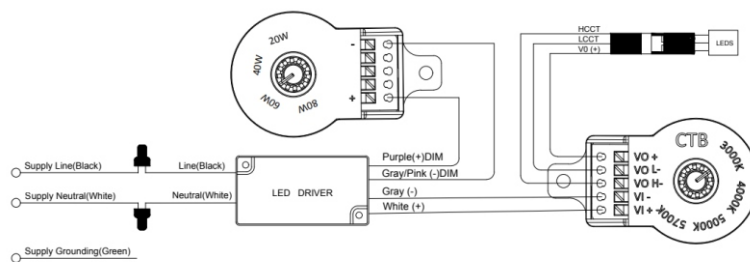 HCCT
LCCT
V0 (+)
LEDS
20W
40W
60W
80W
-
+
CTB
3000K
4000K
5000K
5700K
VO +
VO L-
VO H-
VI -
VI +
Purple(+)DIM
Gray/Pink (-)DIM
Gray (-)
White (+)
Supply Line(Black)
Line(Black)
LED DRIVER
Supply Neutral(White)
Neutral(White)
Supply Grounding(Green)